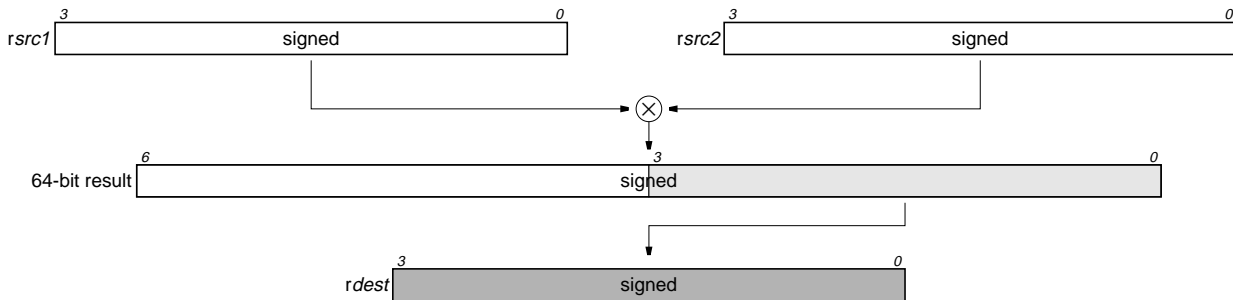 3 0 3 0
rsrc1 signed rsrc2 signed
6 3 0
64-bit result signed
3 0
rdest signed